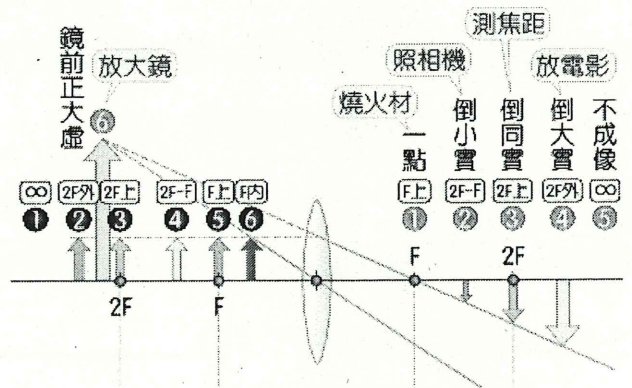 鏡前正大虛
放大鏡
⑥
燒火材
照相機
測焦距
放電影
一點
倒小實
倒同實
倒大實
不成像
∞
2F外
2F上
2F-F
F上
F内
❶
❷
❸
❹
❺
❻
F上
2F-F
2F上
2F外
∞
①
②
③
④
⑤
2F
F
F
2F